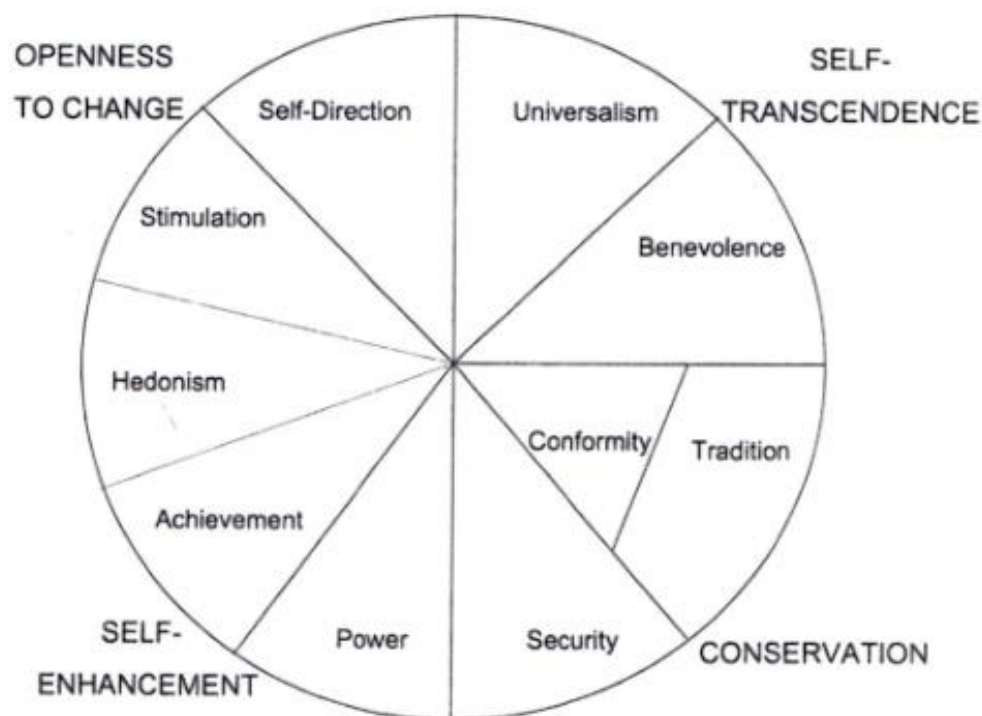 OPENNESS
TO CHANGE
SELF-
TRANSCENDENCE
Self-Direction
Universalism
Stimulation
Benevolence
Hedonism
Conformity
Tradition
Achievement
SELF-
ENHANCEMENT
Power
Security
CONSERVATION